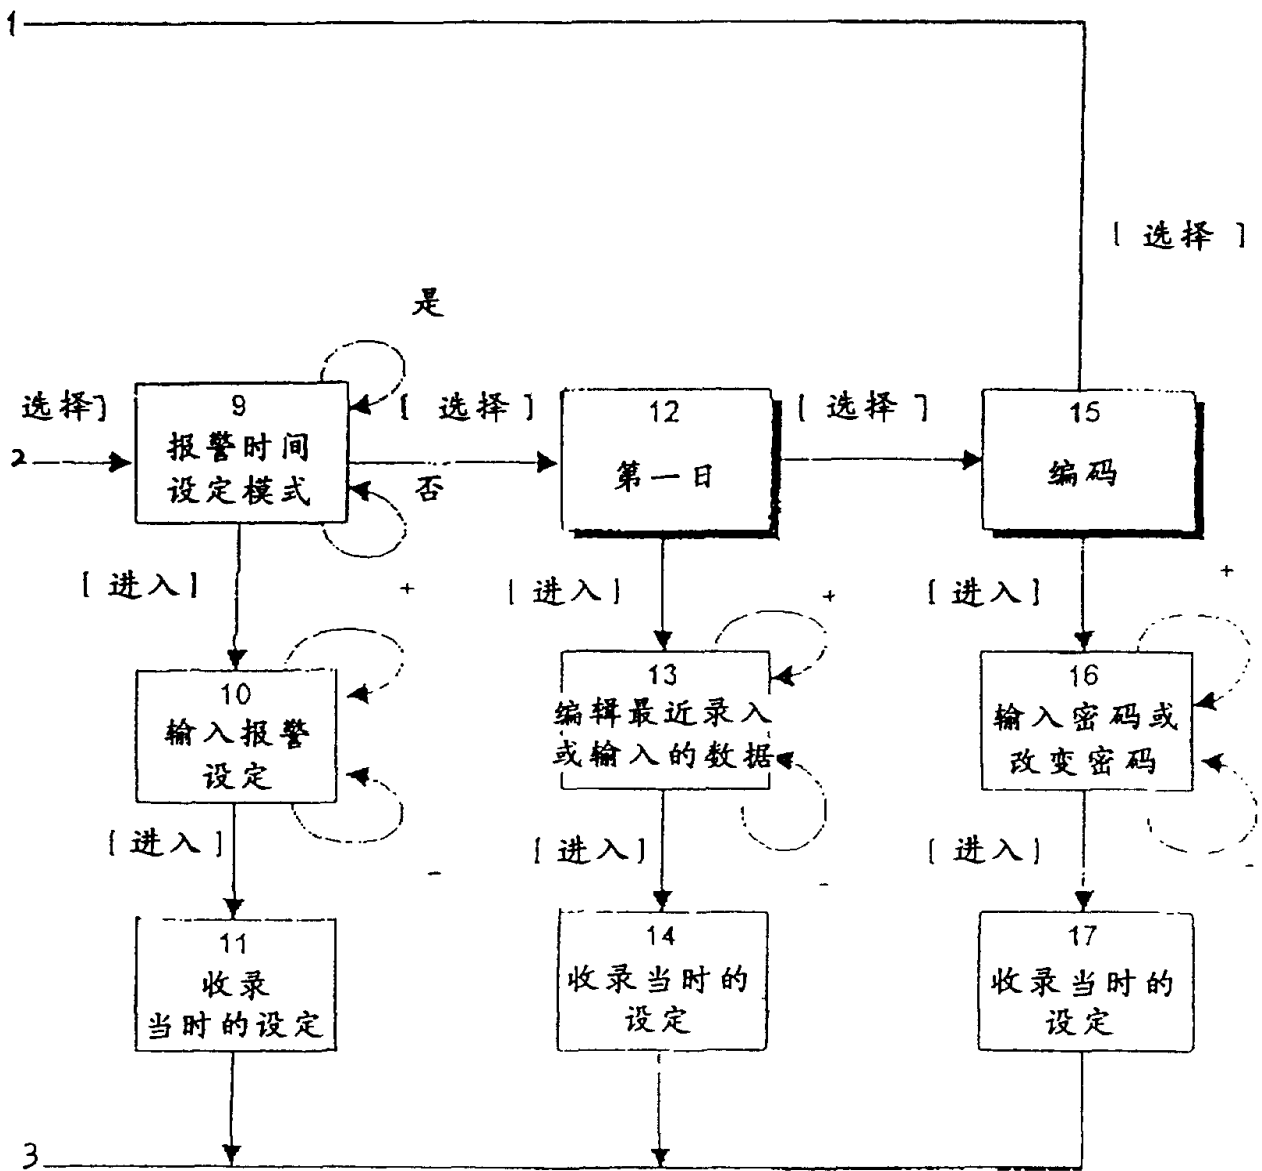 1
[ 选择 ]
是
选择]
[ 选择 ]
[ 选择 ]
2
否
9
报警时间
设定模式
12
第一日
15
编码
[ 进入 ]
+
[ 进入 ]
+
[ 进入 ]
+
10
输入报警
设定
13
编辑最近录入
或输入的数据
16
输入密码或
改变密码
[ 进入 ]
-
[ 进入 ]
-
[ 进入 ]
-
11
收录
当时的设定
14
收录当时的
设定
17
收录当时的
设定
3